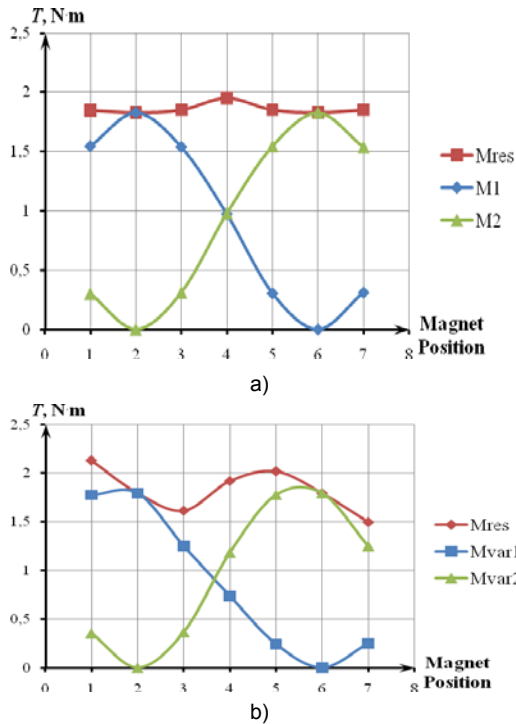 T, N·m
2,5
2
1,5
1
0,5
0
0 1 2 3 4 5 6 7 8
Magnet
Position
Mres
M1
M2
a)
T, N·m
2,5
2
1,5
1
0,5
0
0 1 2 3 4 5 6 7 8
Magnet
Position
Mres
Mvar1
Mvar2
b)